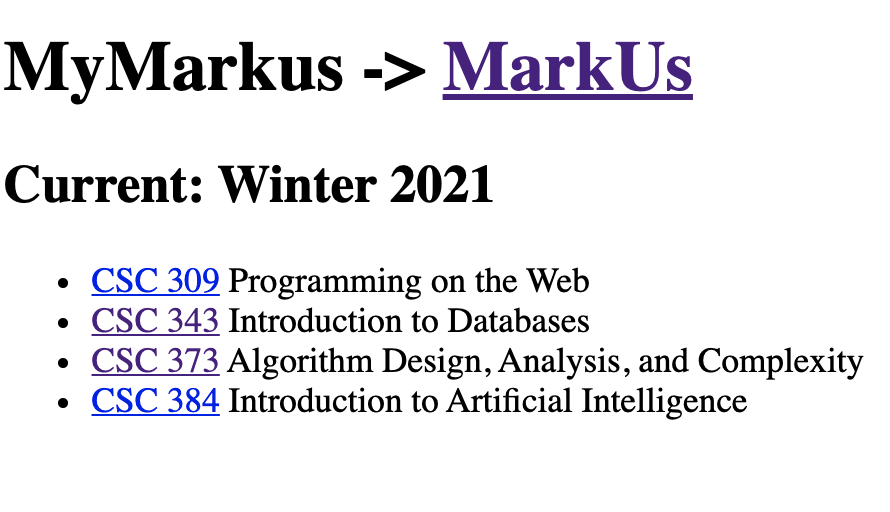 MyMarkus -> MarkUs
Current: Winter 2021
• CSC 309 Programming on the Web
• CSC 343 Introduction to Databases
• CSC 373 Algorithm Design, Analysis, and Complexity
• CSC 384 Introduction to Artificial Intelligence